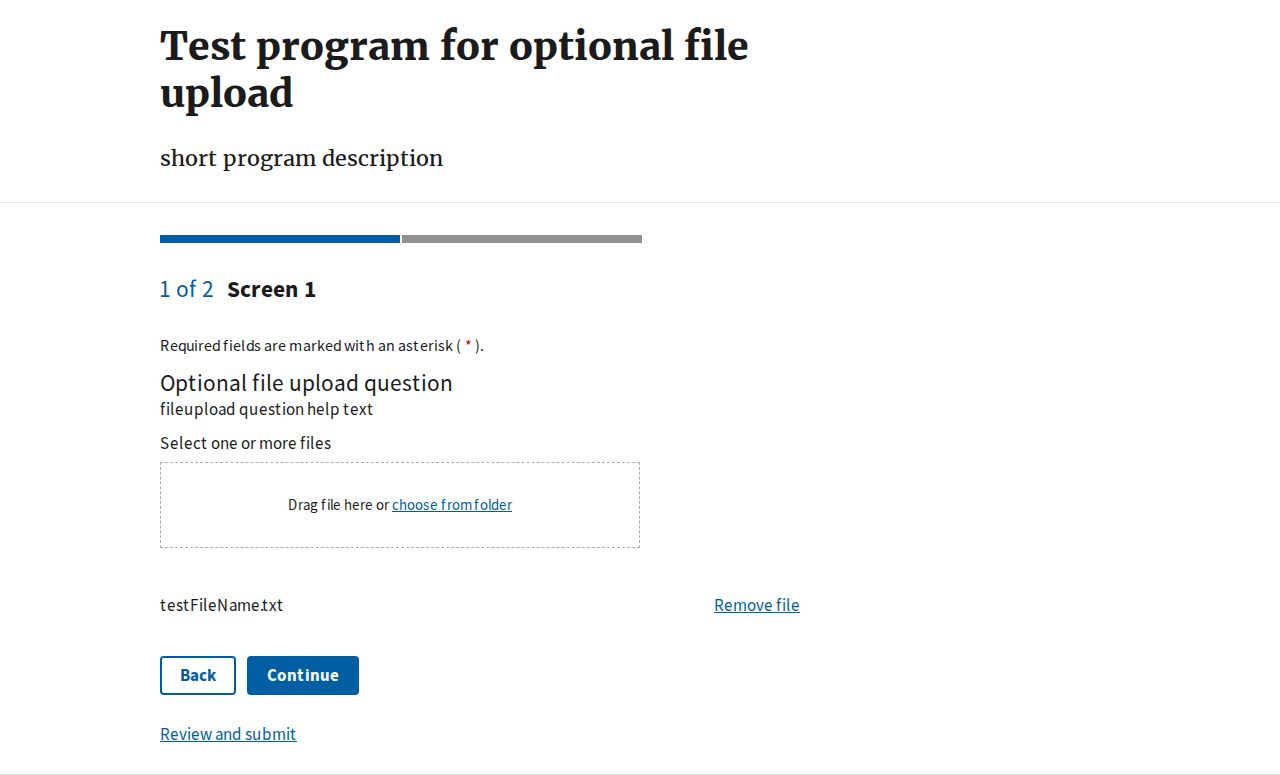 Test program for optional file
upload
short program description
1 of 2 Screen 1
Required fields are marked with an asterisk ( * ).
Optional file upload question
fileupload question help text
Select one or more files
Drag file here or choose from folder
testFileName.txt Remove file
Back Continue
Review and submit